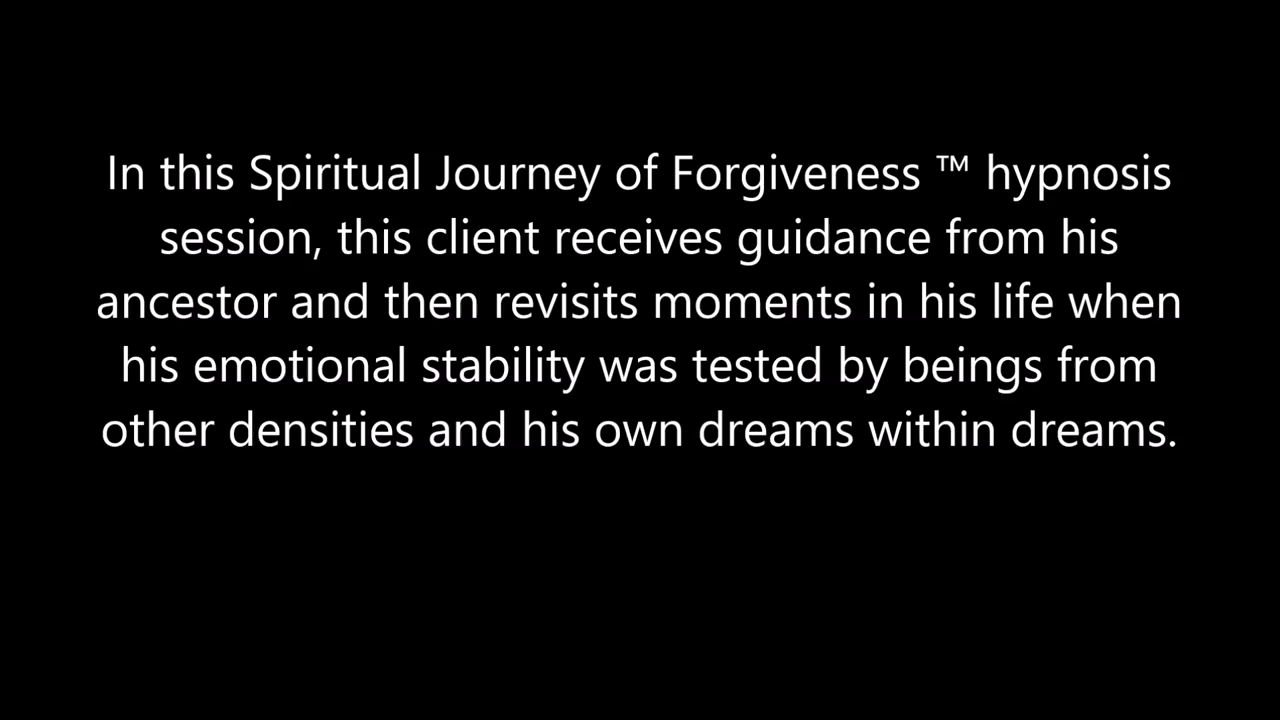 In this Spiritual Journey of Forgiveness ™ hypnosis
session, this client receives guidance from his
ancestor and then revisits moments in his life when
his emotional stability was tested by beings from
other densities and his own dreams within dreams.